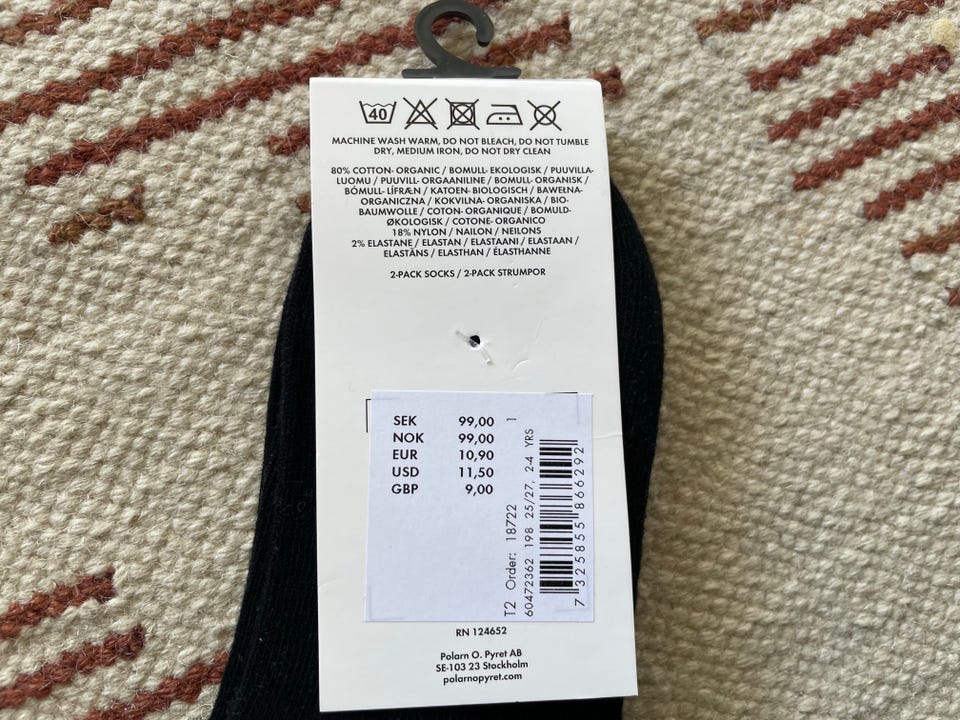 40
MACHINE WASH WARM, DO NOT BLEACH, DO NOT TUMBLE
DRY, MEDIUM IRON, DO NOT DRY CLEAN
80% COTTON- ORGANIC / BOMULL- EKOLOGISK / PUUVILLA-
LUOMU / PUUVILL- ORGAANILINE / BOMULL- ORGANISK /
BÓMULL- LÍFRÆN / KATOEN- BIOLOGISCH / BAWEŁNA-
ORGANICZNA / KOKVILNA- ORGANISKA / BIO-
BAUMWOLLE / COTON- ORGANIQUE / BOMULD-
ØKOLOGISK / COTONE- ORGANICO
18% NYLON / NAILON / NEILONS
2% ELASTANE / ELASTAN / ELASTAANI / ELASTAAN /
ELASTĀNS / ELASTHAN / ÉLASTHANNE
2-PACK SOCKS / 2-PACK STRUMPOR
SEK 99,00
NOK 99,00
EUR 10,90
USD 11,50
GBP 9,00
T2 Order: 18722 1
60472362 198 25/27, 2-4 YRS
7 325855 866292
RN 124652
Polarn O. Pyret AB
SE-103 23 Stockholm
polarnopyret.com